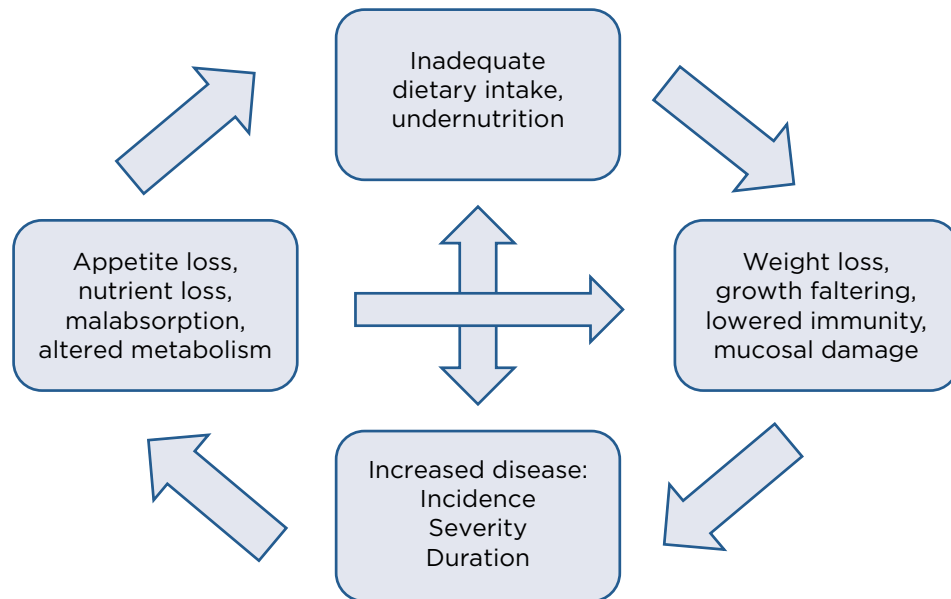 Inadequate
dietary intake,
undernutrition
Appetite loss,
nutrient loss,
malabsorption,
altered metabolism
Weight loss,
growth faltering,
lowered immunity,
mucosal damage
Increased disease:
Incidence
Severity
Duration